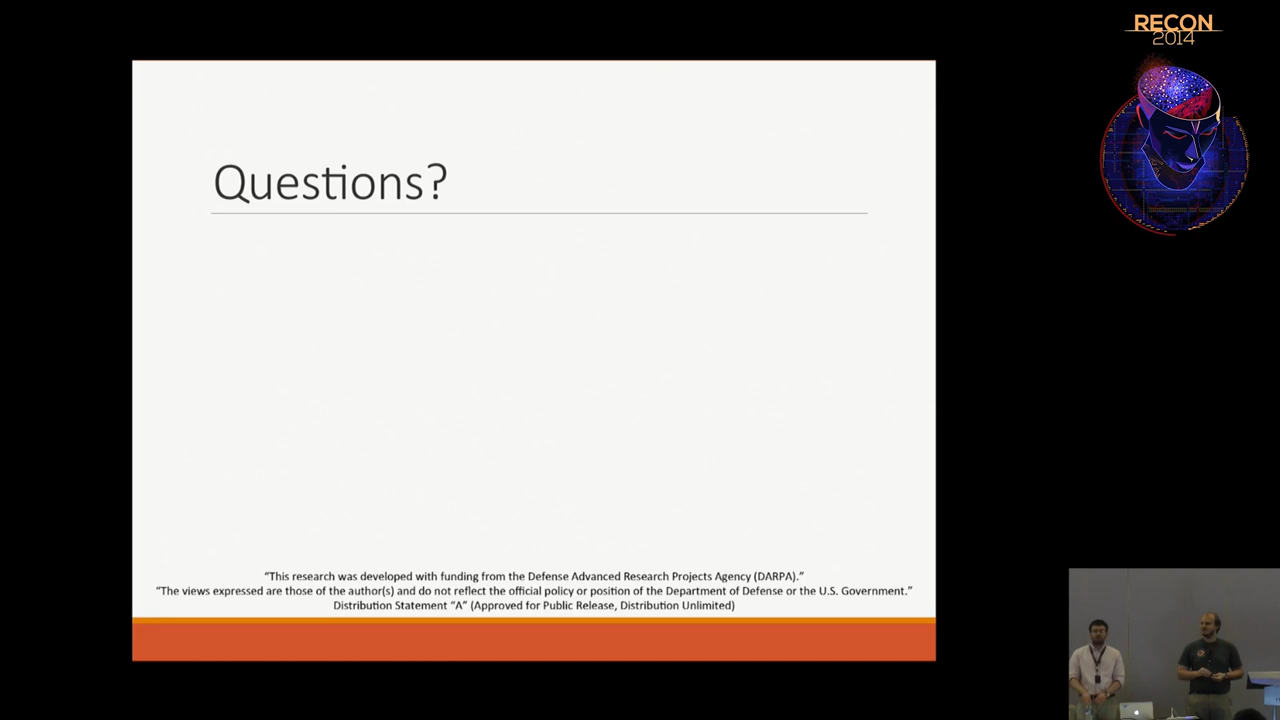 RECON
2014
Questions?
“This research was developed with funding from the Defense Advanced Research Projects Agency (DARPA).”
“The views expressed are those of the author(s) and do not reflect the official policy or position of the Department of Defense or the U.S. Government.”
Distribution Statement “A” (Approved for Public Release, Distribution Unlimited)